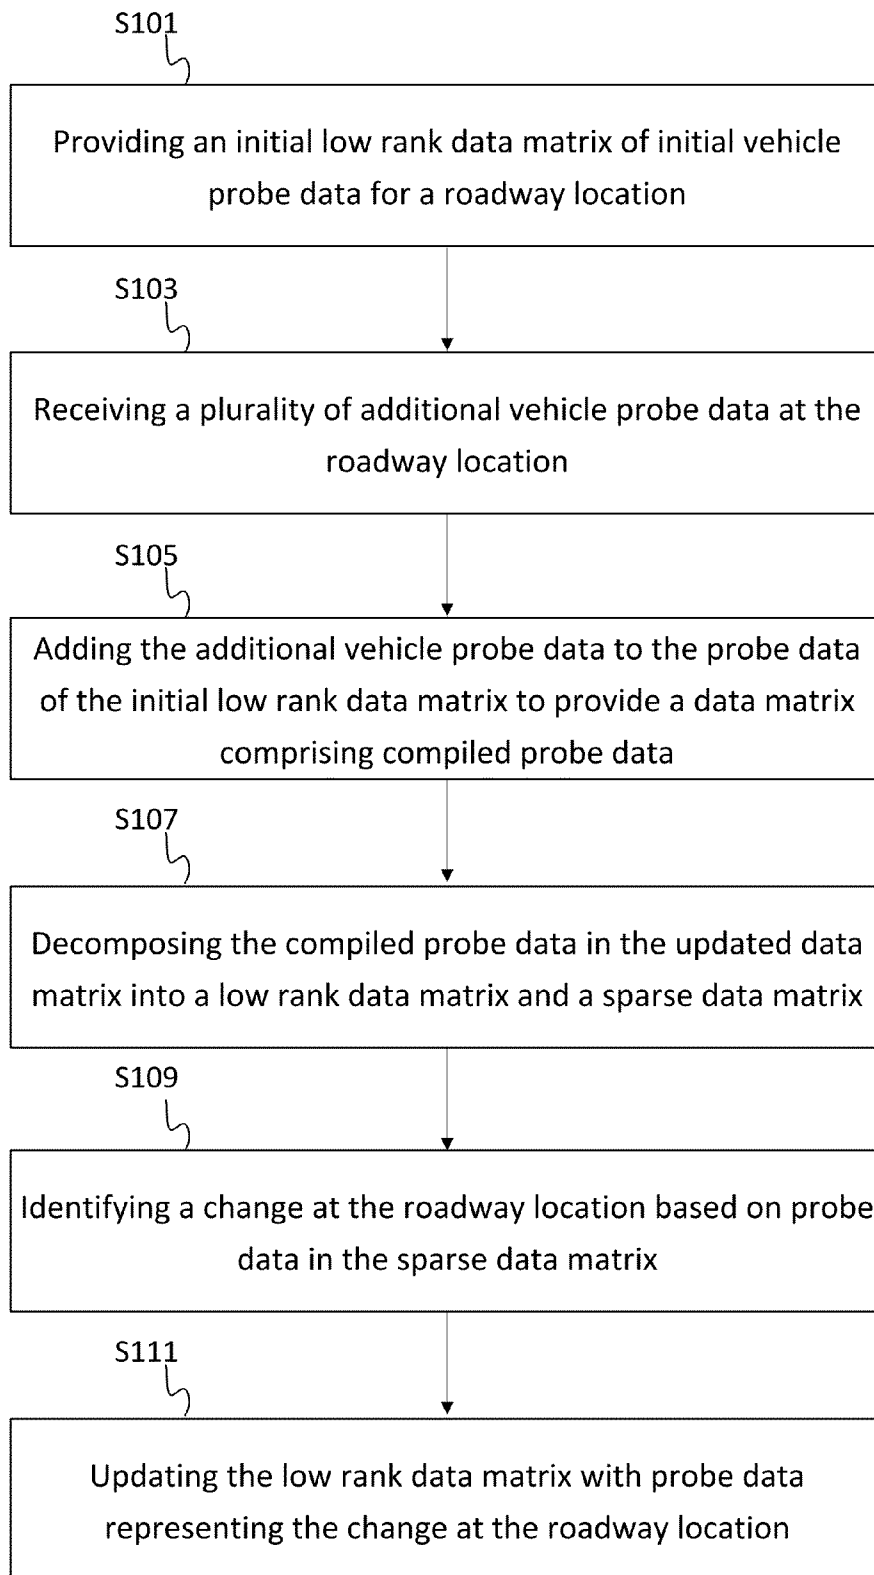 S101
Providing an initial low rank data matrix of initial vehicle
probe data for a roadway location
S103
Receiving a plurality of additional vehicle probe data at the
roadway location
S105
Adding the additional vehicle probe data to the probe data
of the initial low rank data matrix to provide a data matrix
comprising compiled probe data
S107
Decomposing the compiled probe data in the updated data
matrix into a low rank data matrix and a sparse data matrix
S109
Identifying a change at the roadway location based on probe
data in the sparse data matrix
S111
Updating the low rank data matrix with probe data
representing the change at the roadway location